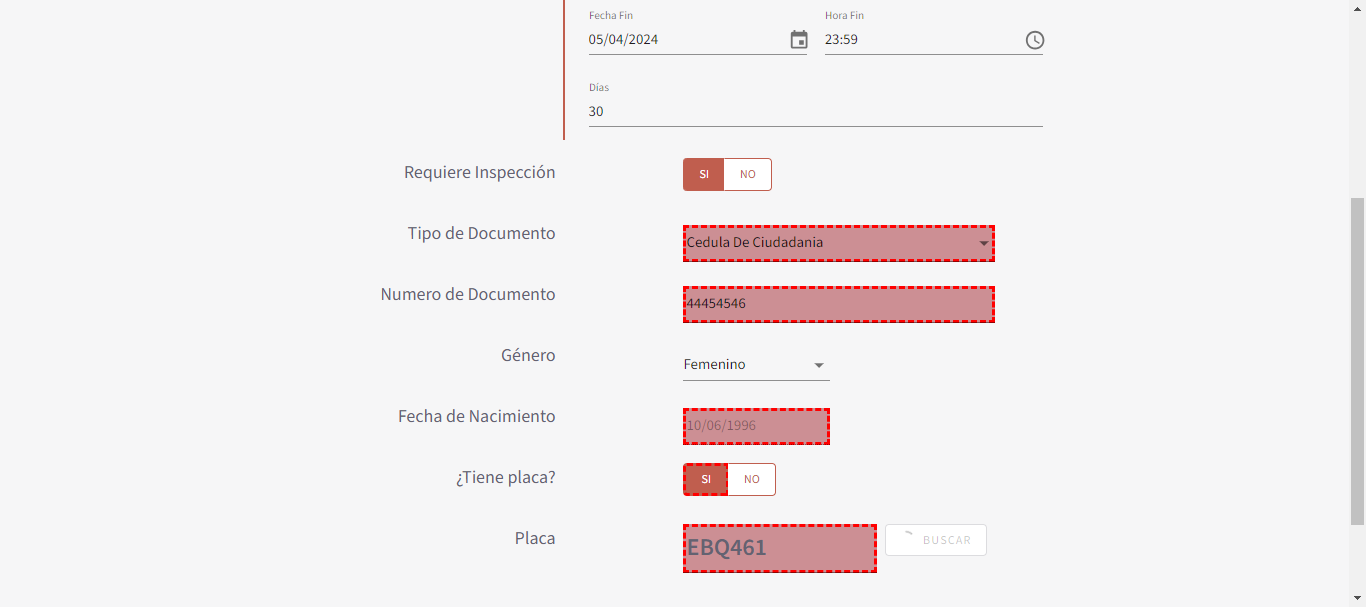 Fecha Fin Hora Fin
05/04/2024 23:59
Días
30
Requiere Inspección SI NO
Tipo de Documento Cedula De Ciudadania
Numero de Documento 44454546
Género Femenino
Fecha de Nacimiento 10/06/1996
¿Tiene placa? SI NO
Placa EBQ461 BUSCAR